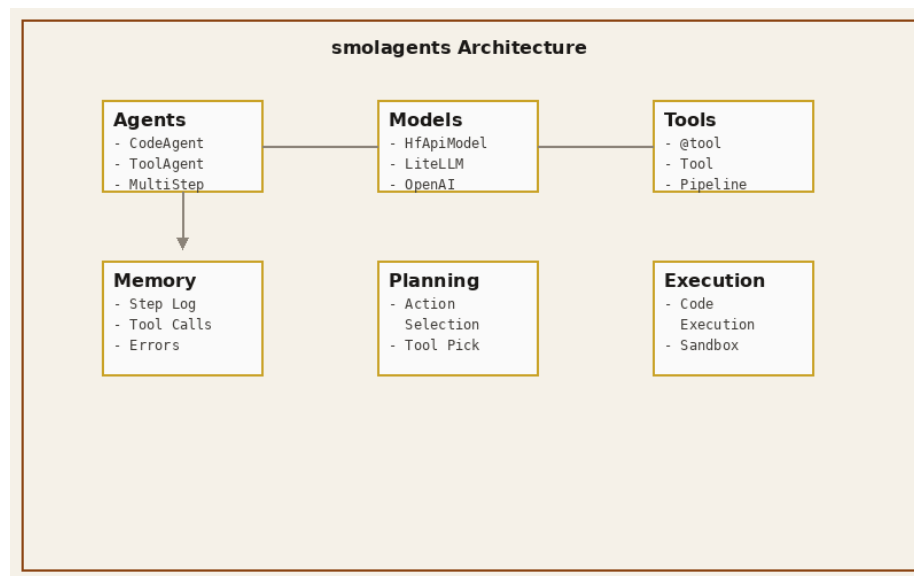 smolagents Architecture
Agents
- CodeAgent
- ToolAgent
- MultiStep
Models
- HfApiModel
- LiteLLM
- OpenAI
Tools
- @tool
- Tool
- Pipeline
Memory
- Step Log
- Tool Calls
- Errors
Planning
- Action
Selection
- Tool Pick
Execution
- Code
Execution
- Sandbox